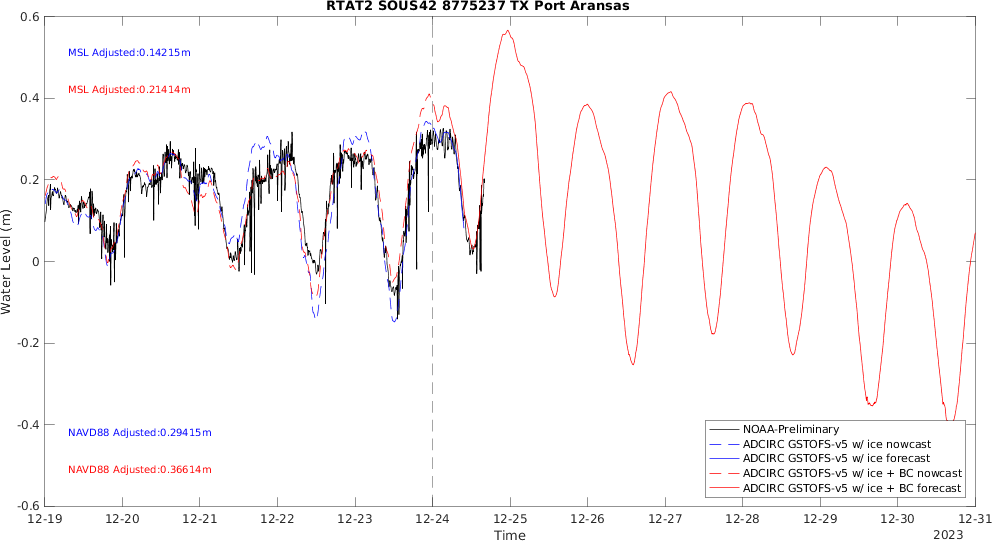 RTAT2 SOUS42 8775237 TX Port Aransas
0.6
0.4
0.2
0
-0.2
-0.4
-0.6
Water Level (m)
MSL Adjusted:0.14215m
MSL Adjusted:0.21414m
NAVD88 Adjusted:0.29415m
NAVD88 Adjusted:0.36614m
NOAA-Preliminary
ADCIRC GSTOFS-v5 w/ ice nowcast
ADCIRC GSTOFS-v5 w/ ice forecast
ADCIRC GSTOFS-v5 w/ ice + BC nowcast
ADCIRC GSTOFS-v5 w/ ice + BC forecast
12-19 12-20 12-21 12-22 12-23 12-24 12-25 12-26 12-27 12-28 12-29 12-30 12-31
Time
2023